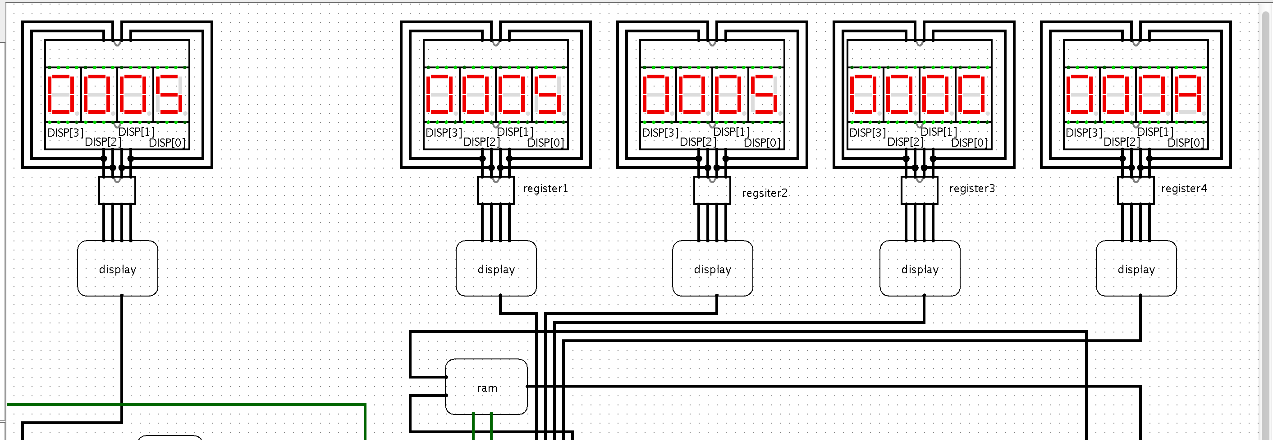 0005 0005 0005 0000 000A
DISP[3] DISP[1] DISP[3] DISP[1] DISP[3] DISP[1] DISP[3] DISP[1] DISP[3] DISP[1]
DISP[2] DISP[0] DISP[2] DISP[0] DISP[2] DISP[0] DISP[2] DISP[0] DISP[2] DISP[0]
register1 regsiter2 register3 register4
display display display display display
ram